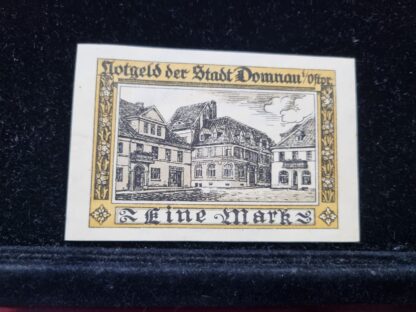 Notgeld der Stadt Domnau i/Ostpr.
Eine Mark